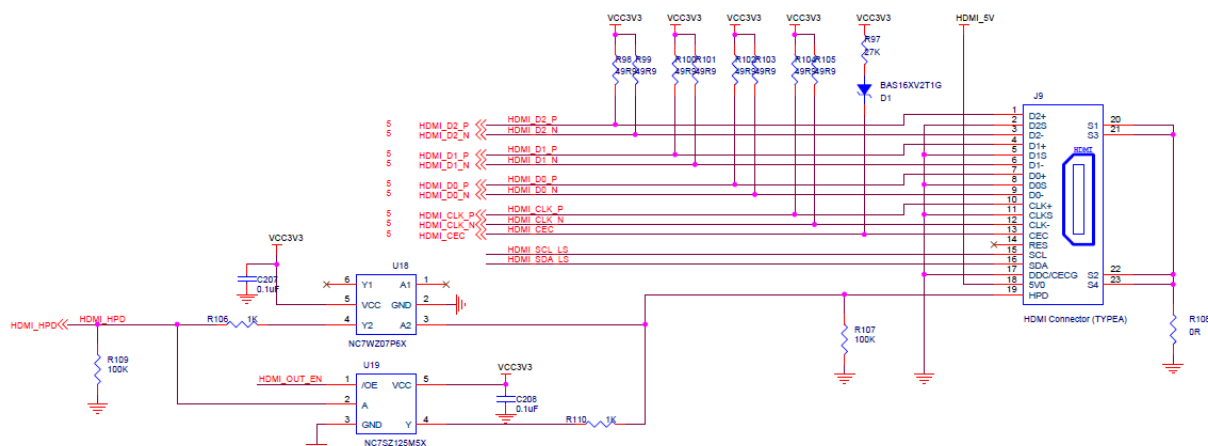 VCC3V3 VCC3V3 VCC3V3 VCC3V3 VCC3V3 HDMI_5V
R98 R99 R100 R101 R102 R103 R104 R105 R97
49R9 49R9 49R9 49R9 49R9 49R9 49R9 49R9 27K
BAS16XV2T1G
D1
J9
5 HDMI_D2_P HDMI_D2_P 1 D2+
5 HDMI_D2_N HDMI_D2_N 2 D2S S1 20
3 D2- S3 21
HDMI
5 HDMI_D1_P HDMI_D1_P 4 D1+
5 HDMI_D1_N HDMI_D1_N 5 D1S
6 D1-
5 HDMI_D0_P HDMI_D0_P 7 D0+
5 HDMI_D0_N HDMI_D0_N 8 D0S
9 D0-
5 HDMI_CLK_P HDMI_CLK_P 10 CLK+
5 HDMI_CLK_N HDMI_CLK_N 11 CLKS
12 CLK-
5 HDMI_CEC HDMI_CEC 13 CEC
14 RES
HDMI SCL LS 15 SCL
HDMI SDA LS 16 SDA
17 DDC/CECG S2 22
18 5V0 S4 23
19 HPD
HDMI Connector (TYPEA)
R108
0R
VCC3V3
C207
0.1uF
U18
6 Y1 A1 1
5 VCC GND 2
4 Y2 A2 3
NC7WZ07P6X
HDMI_HPD HDMI_HPD R106 1K
R107
100K
R109
100K
U19
HDMI_OUT_EN 1 /OE VCC 5 VCC3V3
2 A
3 GND Y 4
NC7SZ125M5X
C208
0.1uF
R110 1K